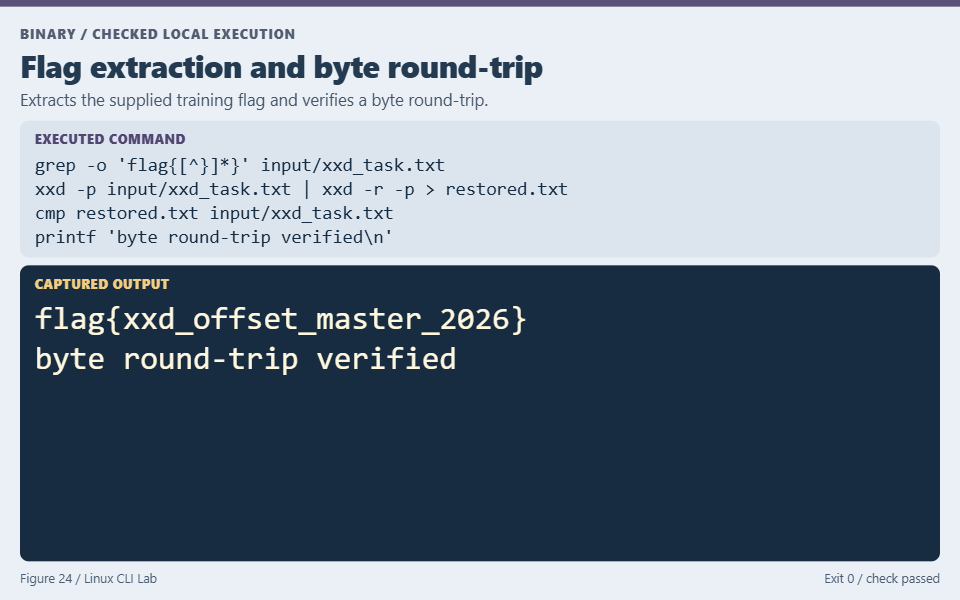 BINARY / CHECKED LOCAL EXECUTION
Flag extraction and byte round-trip
Extracts the supplied training flag and verifies a byte round-trip.
EXECUTED COMMAND
grep -o 'flag{[^}]*}' input/xxd_task.txt
xxd -p input/xxd_task.txt | xxd -r -p > restored.txt
cmp restored.txt input/xxd_task.txt
printf 'byte round-trip verified\n'
CAPTURED OUTPUT
flag{xxd_offset_master_2026}
byte round-trip verified
Figure 24 / Linux CLI Lab
Exit 0 / check passed